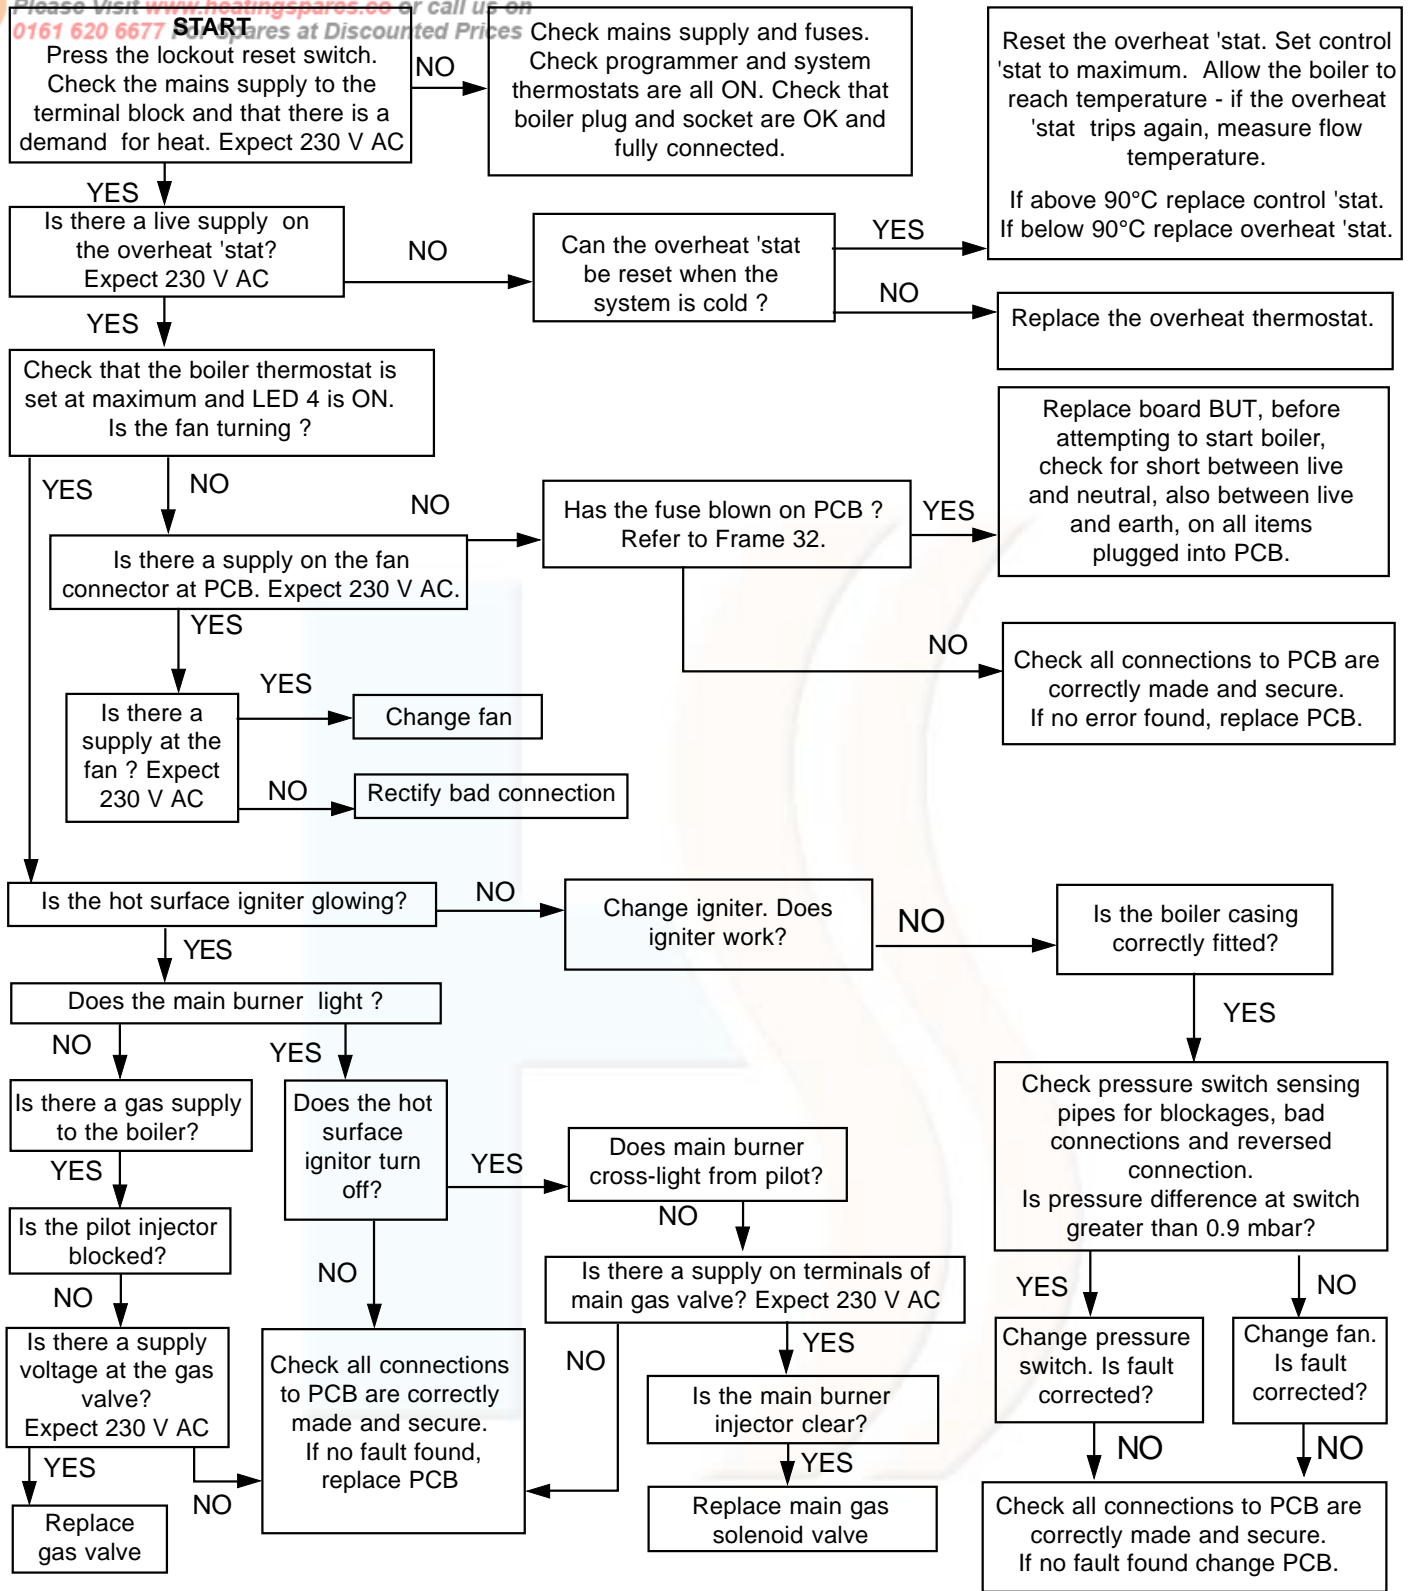 Please Visit www.heatingspares.co or call us on
0161 620 6677 For Spares at Discounted Prices
START
Press the lockout reset switch.
Check the mains supply to the
terminal block and that there is a
demand for heat. Expect 230 V AC
NO
Check mains supply and fuses.
Check programmer and system
thermostats are all ON. Check that
boiler plug and socket are OK and
fully connected.
Reset the overheat 'stat. Set control
'stat to maximum. Allow the boiler to
reach temperature - if the overheat
'stat trips again, measure flow
temperature.
If above 90°C replace control 'stat.
If below 90°C replace overheat 'stat.
YES
Is there a live supply on
the overheat 'stat?
Expect 230 V AC
NO
Can the overheat 'stat
be reset when the
system is cold ?
YES
NO
Replace the overheat thermostat.
YES
Check that the boiler thermostat is
set at maximum and LED 4 is ON.
Is the fan turning ?
YES
NO
Is there a supply on the fan
connector at PCB. Expect 230 V AC.
NO
Has the fuse blown on PCB ?
Refer to Frame 32.
YES
Replace board BUT, before
attempting to start boiler,
check for short between live
and neutral, also between live
and earth, on all items
plugged into PCB.
NO
Check all connections to PCB are
correctly made and secure.
If no error found, replace PCB.
YES
Is there a
supply at the
fan ? Expect
230 V AC
YES
Change fan
NO
Rectify bad connection
Is the hot surface igniter glowing?
NO
Change igniter. Does
igniter work?
NO
Is the boiler casing
correctly fitted?
YES
Does the main burner light ?
YES
Check pressure switch sensing
pipes for blockages, bad
connections and reversed
connection.
Is pressure difference at switch
greater than 0.9 mbar?
NO
Is there a gas supply
to the boiler?
YES
Does the hot
surface
ignitor turn
off?
YES
Does main burner
cross-light from pilot?
YES
Is the pilot injector
blocked?
NO
Is there a supply on terminals of
main gas valve? Expect 230 V AC
NO
YES
NO
NO
Is there a supply
voltage at the gas
valve?
Expect 230 V AC
Check all connections
to PCB are correctly
made and secure.
If no fault found,
replace PCB
NO
YES
Is the main burner
injector clear?
Change pressure
switch. Is fault
corrected?
Change fan.
Is fault
corrected?
YES
NO
YES
NO
NO
Replace
gas valve
Replace main gas
solenoid valve
Check all connections to PCB are
correctly made and secure.
If no fault found change PCB.